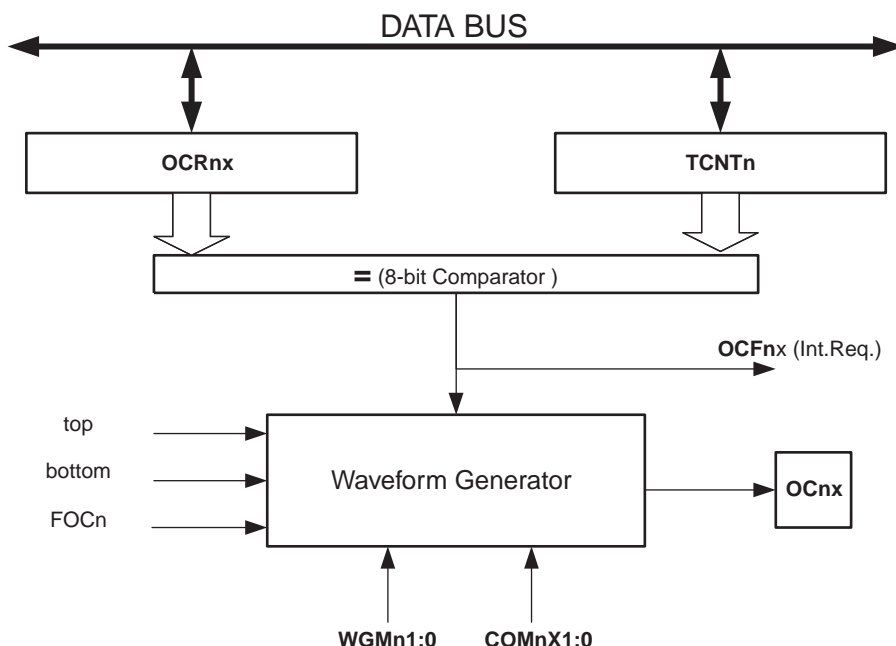 DATA BUS
OCRnx
TCNTn
= (8-bit Comparator )
OCFnx (Int.Req.)
top
bottom
FOCn
Waveform Generator
OCnx
WGMn1:0
COMnX1:0